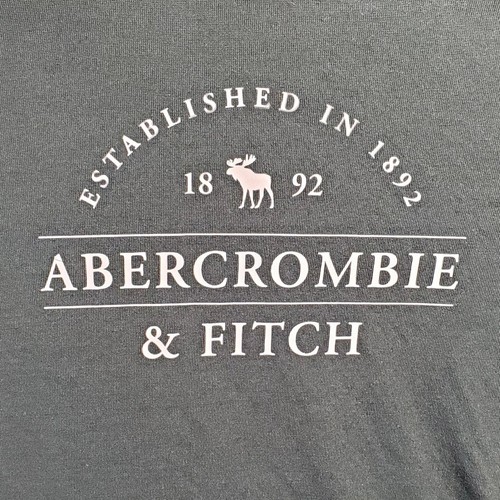 ESTABLISHED IN 1892
18 92
ABERCROMBIE
& FITCH